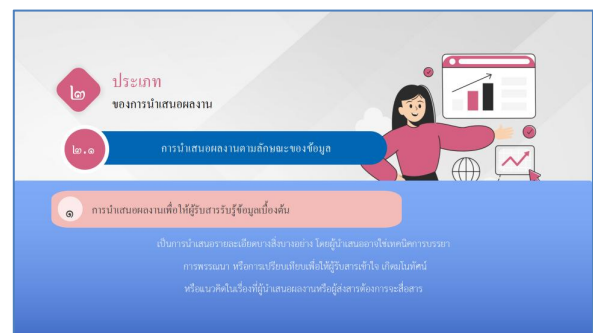 ๒
ประเภท
ของการนำเสนอผลงาน
๒.๑
การนำเสนอผลงานตามลักษณะของข้อมูล
๑
การนำเสนอผลงานเพื่อให้ผู้รับสารรับรู้ข้อมูลเบื้องต้น
เป็นการนำเสนอรายละเอียดบางสิ่งบางอย่าง โดยผู้นำเสนออาจใช้เทคนิคการบรรยา
การพรรณนา หรือการเปรียบเทียบเพื่อให้ผู้รับสารเข้าใจ เกิดมโนทัศน์
หรือแนวคิดในเรื่องที่ผู้นำเสนอผลงานหรือผู้ส่งสารต้องการจะสื่อสาร